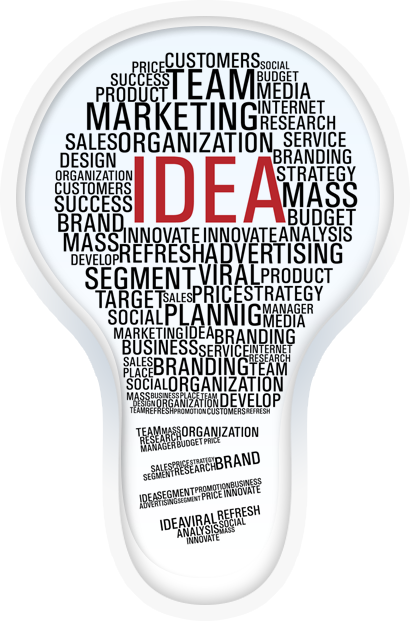 PRICE CUSTOMERS SOCIAL
SUCCESS TEAM BUDGET
PRODUCT MEDIA
MARKETING INTERNET
RESEARCH
SALES ORGANIZATION SERVICE
DESIGN IDEA BRANDING
ORGANIZATION STRATEGY
CUSTOMERS MASS
SUCCESS BUDGET
BRAND INNOVATE INNOVATE ANALYSIS
MASS REFRESH ADVERTISING
DEVELOP
SEGMENT VIRAL PRODUCT
TARGET SALES PRICE STRATEGY
SOCIAL PLANNIG MANAGER
MEDIA
MARKETING IDEA BRANDING
BUSINESS SERVICE INTERNET
RESEARCH
SALES BRANDING TEAM
PLACE
SOCIAL ORGANIZATION
MASS BUSINESS PLACE TEAM DEVELOP
DESIGN ORGANIZATION
TEAM REFRESH PROMOTION CUSTOMERS REFRESH
TEAM MASS ORGANIZATION
RESEARCH
MANAGER BUDGET PRICE
SALES PRICE STRATEGY BRAND
SEGMENT RESEARCH
IDEA SEGMENT PROMOTION BUSINESS
ADVERTISING SEGMENT PRICE INNOVATE
IDEA VIRAL REFRESH
ANALYSIS SOCIAL
MASS
INNOVATE